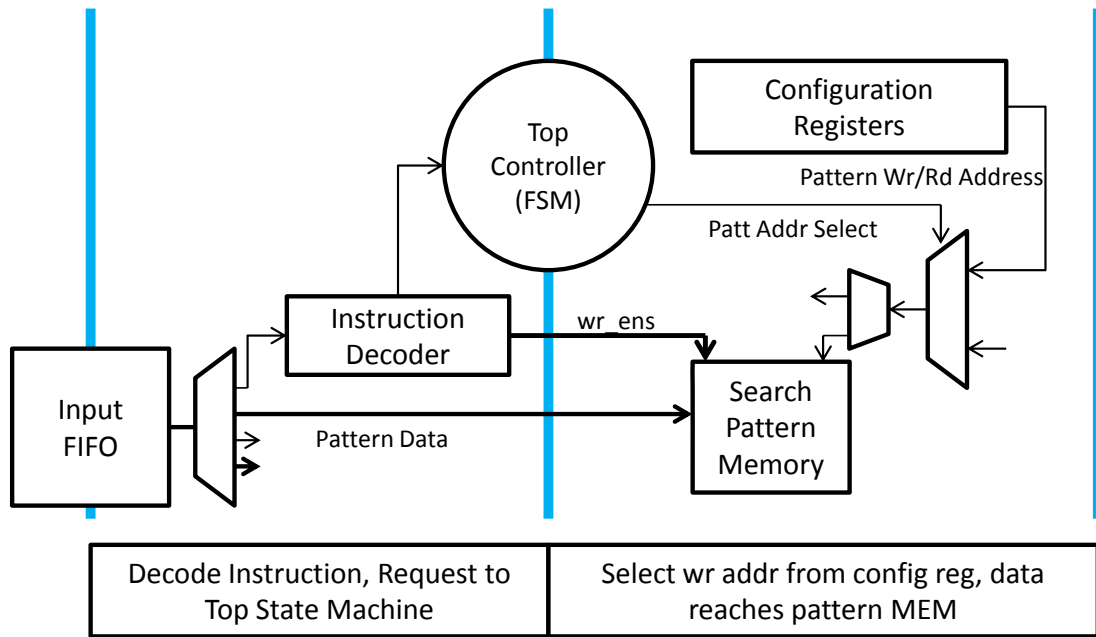 Configuration
Registers
Top
Controller
(FSM)
Pattern Wr/Rd Address
Patt Addr Select
Instruction
Decoder
wr_ens
Input
FIFO
Pattern Data
Search
Pattern
Memory
Decode Instruction, Request to
Top State Machine
Select wr addr from config reg, data
reaches pattern MEM